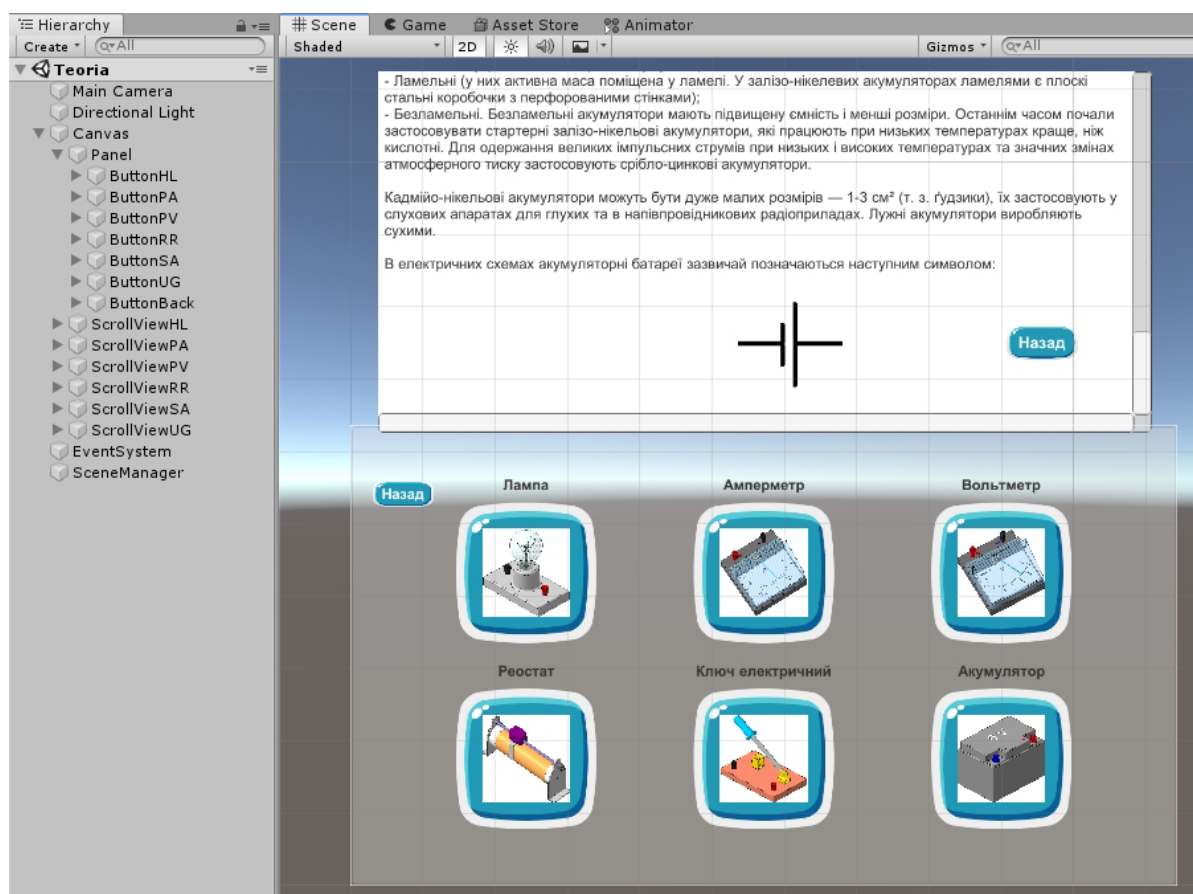 Hierarchy
Create All
Teoria
Main Camera
Directional Light
Canvas
Panel
ButtonHL
ButtonPA
ButtonPV
ButtonRR
ButtonSA
ButtonUG
ButtonBack
ScrollViewHL
ScrollViewPA
ScrollViewPV
ScrollViewRR
ScrollViewSA
ScrollViewUG
EventSystem
SceneManager
Scene Game Asset Store Animator
Shaded 2D Gizmos All
- Ламельні (у них активна маса поміщена у ламелі. У залізо-нікелевих акумуляторах ламелями є плоскі
стальні коробочки з перфорованими стінками);
- Безламельні. Безламельні акумулятори мають підвищену ємність і менші розміри. Останнім часом почали
застосовувати стартерні залізо-нікельові акумулятори, які працюють при низьких температурах краще, ніж
кислотні. Для одержання великих імпульсних струмів при низьких і високих температурах та значних змінах
атмосферного тиску застосовують срібло-цинкові акумулятори.
Кадмійо-нікельові акумулятори можуть бути дуже малих розмірів — 1-3 см² (т. з. ґудзики), їх застосовують у
слухових апаратах для глухих та в напівпровідникових радіоприладах. Лужні акумулятори виробляють
сухими.
В електричних схемах акумуляторні батареї зазвичай позначаються наступним символом:
Назад
Назад
Лампа Амперметр Вольтметр
Реостат Ключ електричний Акумулятор